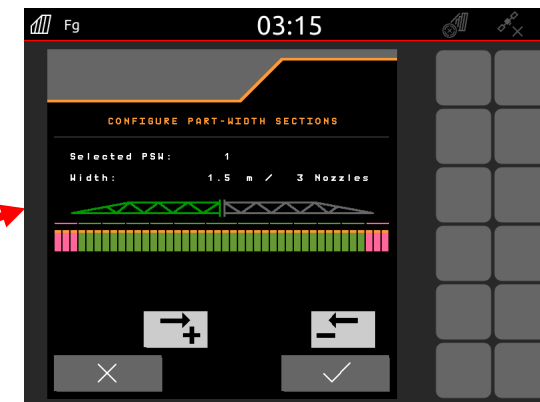 Fg 03:15
CONFIGURE PART-WIDTH SECTIONS
Selected PSW: 1
Width: 1.5 m / 3 Nozzles